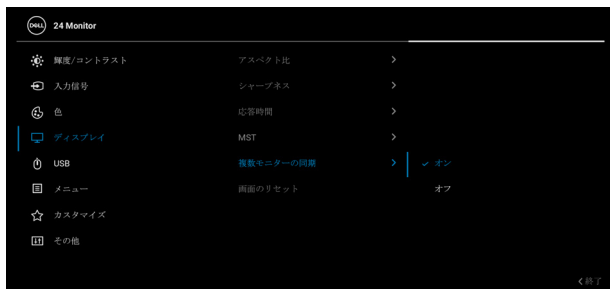 DELL 24 Monitor
輝度/コントラスト
入力信号
色
ディスプレイ
USB
メニュー
カスタマイズ
その他
アスペクト比
シャープネス
応答時間
MST
複数モニターの同期
画面のリセット
オン
オフ
終了